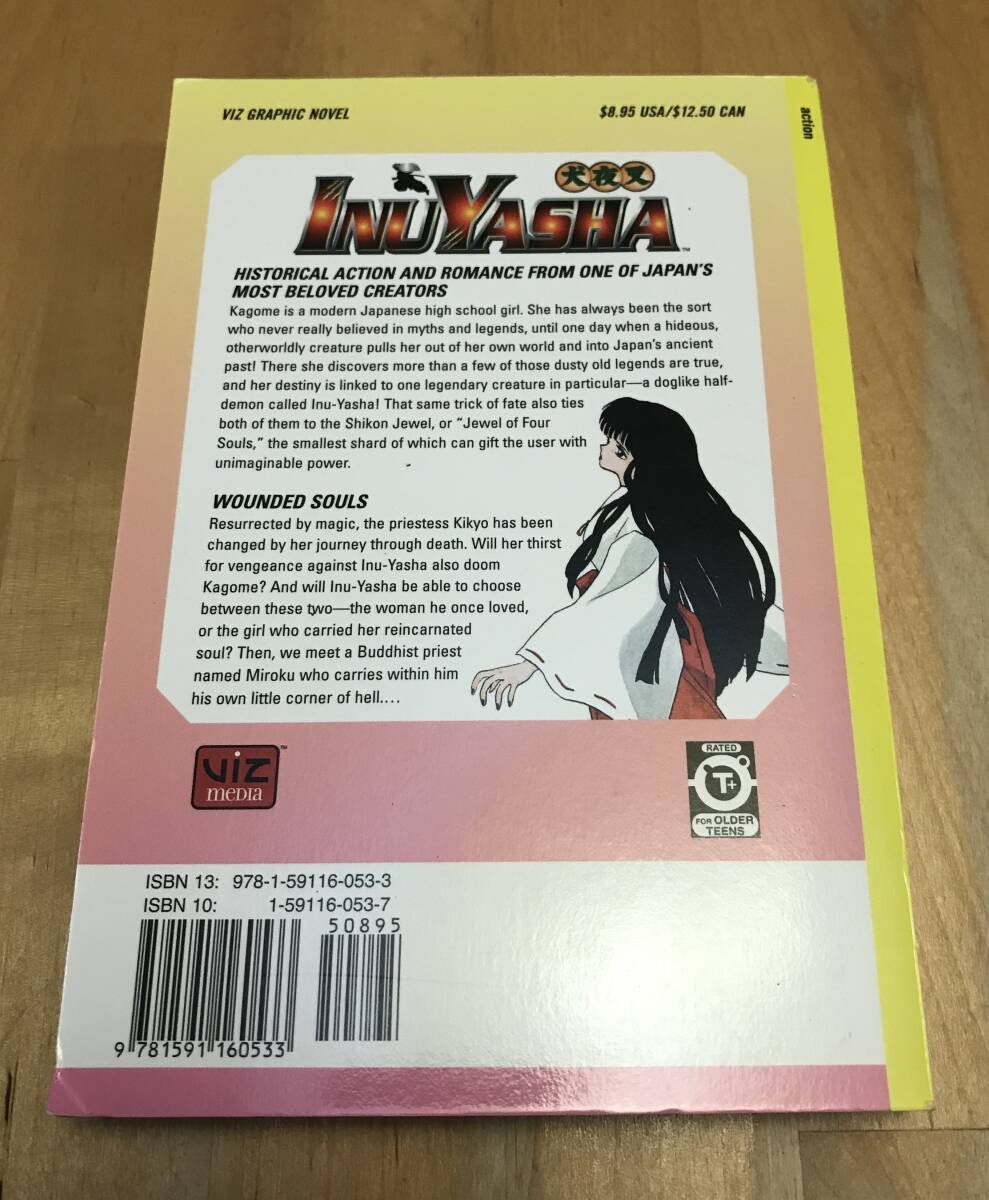 VIZ GRAPHIC NOVEL
$8.95 USA/$12.50 CAN
action
犬夜叉
INUYASHA™
HISTORICAL ACTION AND ROMANCE FROM ONE OF JAPAN'S
MOST BELOVED CREATORS
Kagome is a modern Japanese high school girl. She has always been the sort
who never really believed in myths and legends, until one day when a hideous,
otherworldly creature pulls her out of her own world and into Japan's ancient
past! There she discovers more than a few of those dusty old legends are true,
and her destiny is linked to one legendary creature in particular—a doglike half-
demon called Inu-Yasha! That same trick of fate also ties
both of them to the Shikon Jewel, or "Jewel of Four
Souls," the smallest shard of which can gift the user with
unimaginable power.
WOUNDED SOULS
Resurrected by magic, the priestess Kikyo has been
changed by her journey through death. Will her thirst
for vengeance against Inu-Yasha also doom
Kagome? And will Inu-Yasha be able to choose
between these two—the woman he once loved,
or the girl who carried her reincarnated
soul? Then, we meet a Buddhist priest
named Miroku who carries within him
his own little corner of hell....
VIZ™
MEDIA
RATED
T+
FOR OLDER
TEENS
ISBN 13: 978-1-59116-053-3
ISBN 10: 1-59116-053-7
50895
9 781591 160533